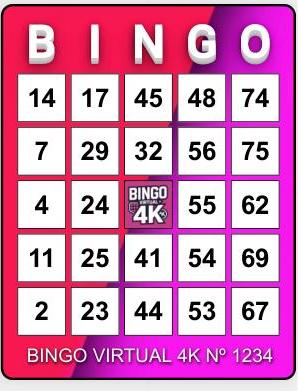 B I N G O
14 17 45 48 74
7 29 32 56 75
4 24 BINGO VIRTUAL 4K 55 62
11 25 41 54 69
2 23 44 53 67
BINGO VIRTUAL 4K Nº 1234